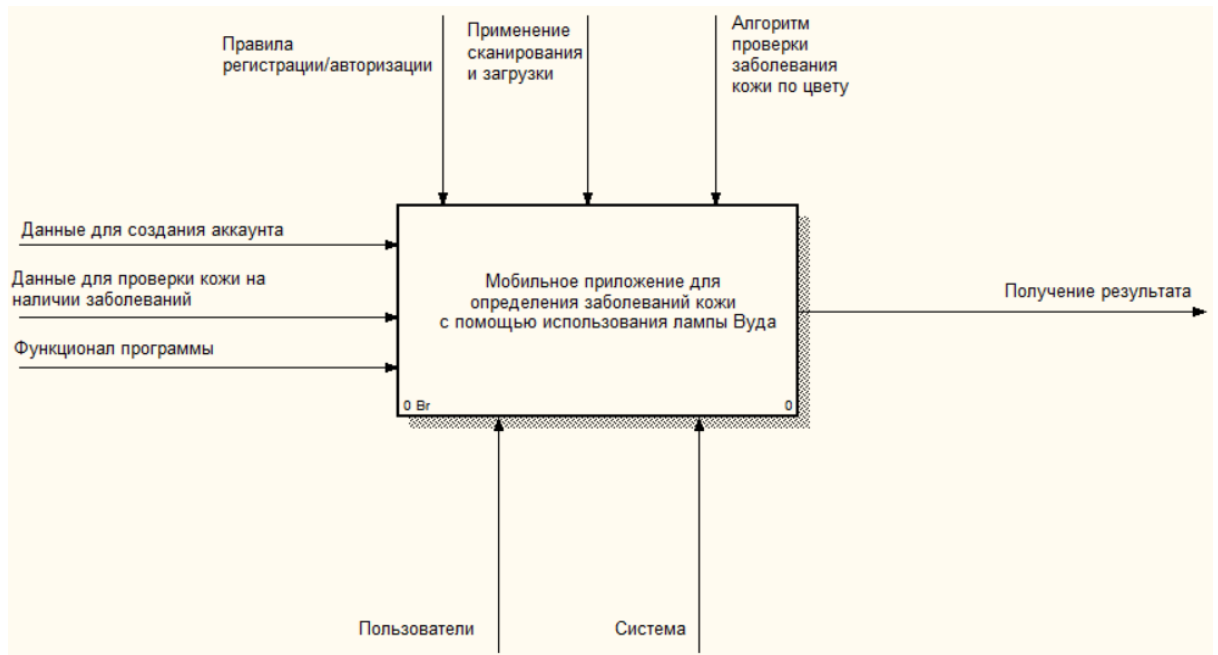 Правила
регистрации/авторизации
Применение
сканирования
и загрузки
Алгоритм
проверки
заболевания
кожи по цвету
Данные для создания аккаунта
Данные для проверки кожи на
наличии заболеваний
Функционал программы
Мобильное приложение для
определения заболеваний кожи
с помощью использования лампы Вуда
0 Br
0
Получение результата
Пользователи
Система